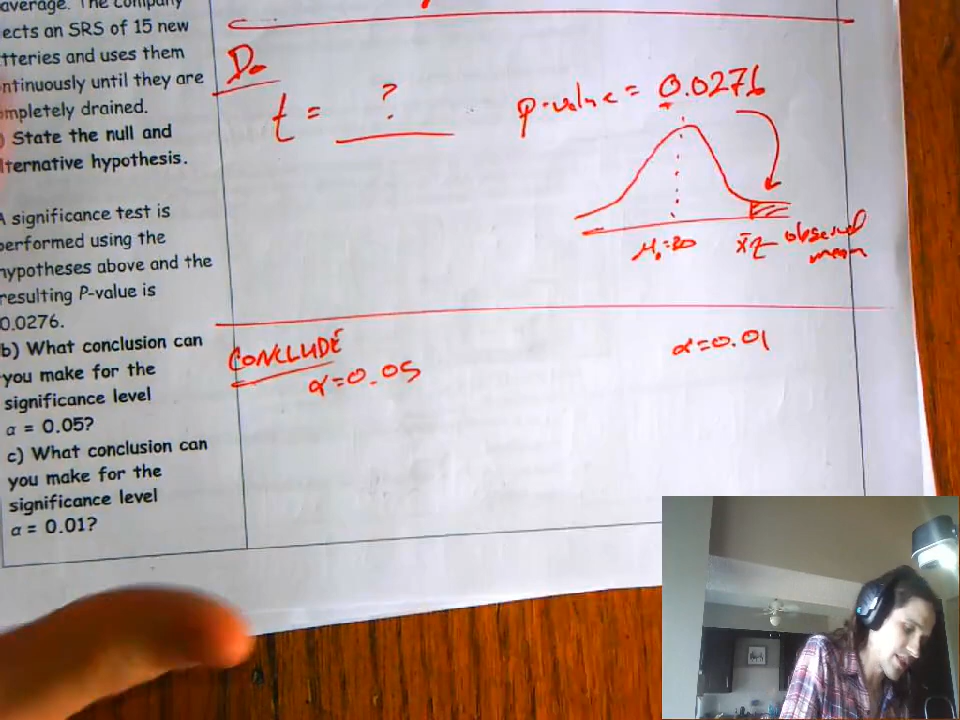 average. The company
ects an SRS of 15 new
tteries and uses them
ntinuously until they are
mpletely drained.
) State the null and
lternative hypothesis.
A significance test is
performed using the
hypotheses above and the
resulting P-value is
0.0276.
b) What conclusion can
you make for the
significance level
α = 0.05?
c) What conclusion can
you make for the
significance level
α = 0.01?
Do
t = ?
p-value = 0.0276
μ₀=30
x̄ observed
mean
CONCLUDE
α=0.05
α=0.01